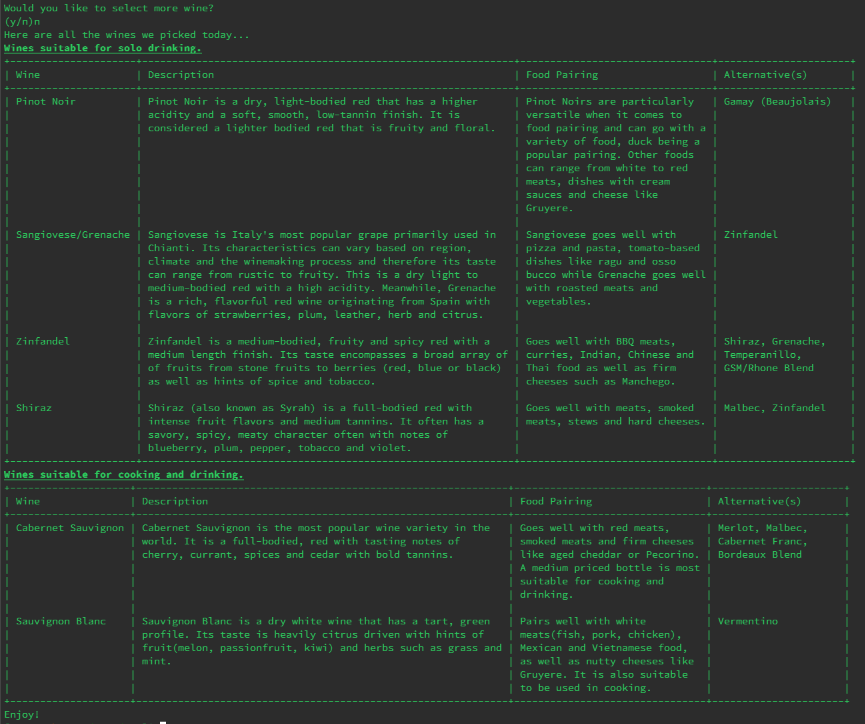 Would you like to select more wine?
(y/n)n
Here are all the wines we picked today...
Wines suitable for solo drinking.
Wine | Description | Food Pairing | Alternative(s)
Pinot Noir | Pinot Noir is a dry, light-bodied red that has a higher | Pinot Noirs are particularly | Gamay (Beaujolais)
acidity and a soft, smooth, low-tannin finish. It is | versatile when it comes to
considered a lighter bodied red that is fruity and floral. | food pairing and can go with a
variety of food, duck being a
popular pairing. Other foods
can range from white to red
meats, dishes with cream
sauces and cheese like
Gruyere.
Sangiovese/Grenache | Sangiovese is Italy's most popular grape primarily used in | Sangiovese goes well with | Zinfandel
Chianti. Its characteristics can vary based on region, | pizza and pasta, tomato-based
climate and the winemaking process and therefore its taste | dishes like ragu and osso
can range from rustic to fruity. This is a dry light to | bucco while Grenache goes well
medium-bodied red with a high acidity. Meanwhile, Grenache | with roasted meats and
is a rich, flavorful red wine originating from Spain with | vegetables.
flavors of strawberries, plum, leather, herb and citrus.
Zinfandel | Zinfandel is a medium-bodied, fruity and spicy red with a | Goes well with BBQ meats, | Shiraz, Grenache,
medium length finish. Its taste encompasses a broad array of | curries, Indian, Chinese and | Temperanillo,
of fruits from stone fruits to berries (red, blue or black) | Thai food as well as firm | GSM/Rhone Blend
as well as hints of spice and tobacco. | cheeses such as Manchego.
Shiraz | Shiraz (also known as Syrah) is a full-bodied red with | Goes well with meats, smoked | Malbec, Zinfandel
intense fruit flavors and medium tannins. It often has a | meats, stews and hard cheeses.
savory, spicy, meaty character often with notes of
blueberry, plum, pepper, tobacco and violet.
Wines suitable for cooking and drinking.
Wine | Description | Food Pairing | Alternative(s)
Cabernet Sauvignon | Cabernet Sauvignon is the most popular wine variety in the | Goes well with red meats, | Merlot, Malbec,
world. It is a full-bodied, red with tasting notes of | smoked meats and firm cheeses | Cabernet Franc,
cherry, currant, spices and cedar with bold tannins. | like aged cheddar or Pecorino. | Bordeaux Blend
A medium priced bottle is most
suitable for cooking and
drinking.
Sauvignon Blanc | Sauvignon Blanc is a dry white wine that has a tart, green | Pairs well with white | Vermentino
profile. Its taste is heavily citrus driven with hints of | meats(fish, pork, chicken),
fruit(melon, passionfruit, kiwi) and herbs such as grass and | Mexican and Vietnamese food,
mint. | as well as nutty cheeses like
Gruyere. It is also suitable
to be used in cooking.
Enjoy!